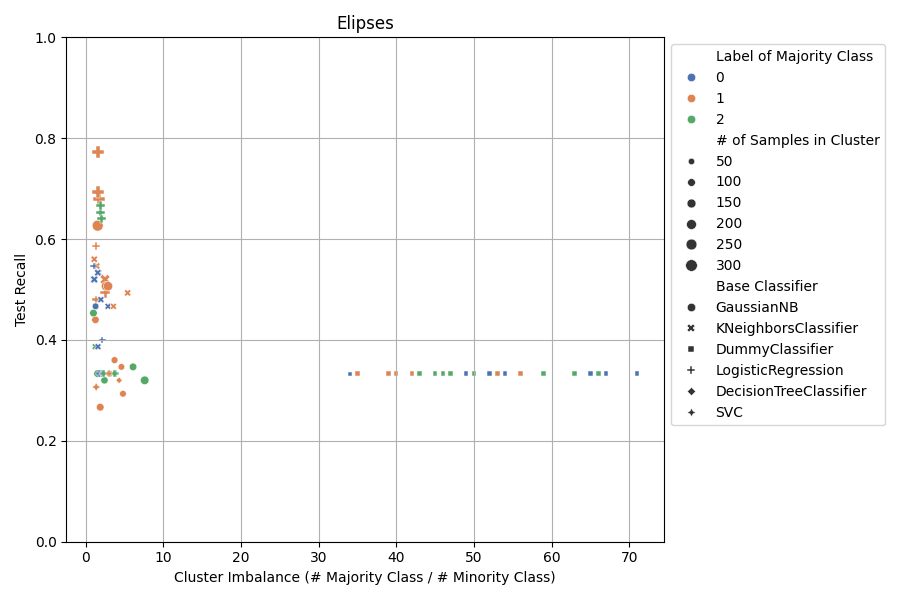 Elipses
1.0
0.8
0.6
0.4
0.2
0.0
Test Recall
0 10 20 30 40 50 60 70
Cluster Imbalance (# Majority Class / # Minority Class)
Label of Majority Class
0
1
2
# of Samples in Cluster
50
100
150
200
250
300
Base Classifier
GaussianNB
KNeighborsClassifier
DummyClassifier
LogisticRegression
DecisionTreeClassifier
SVC